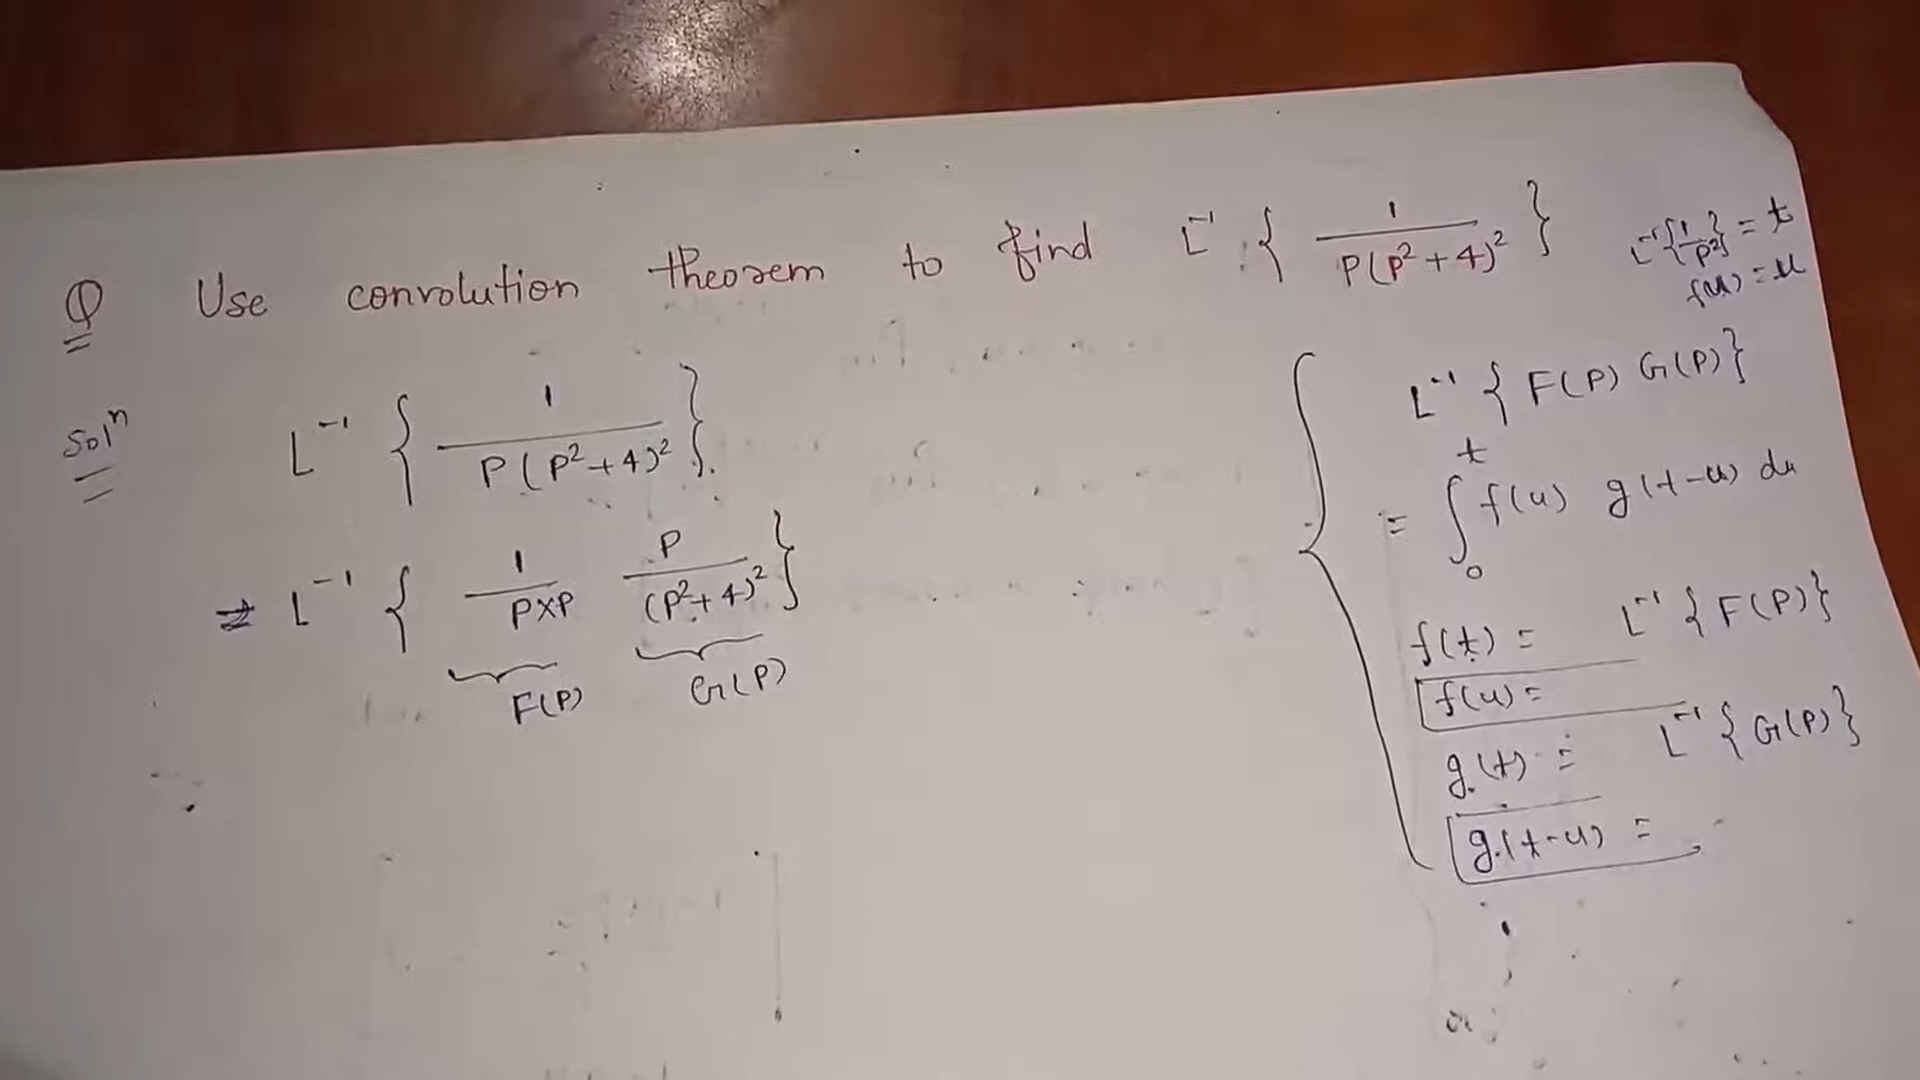 Q Use convolution theorem to find L⁻¹ { 1 / P(P²+4)² }
L⁻¹{1/P²} = t
f(u) = u
Solⁿ L⁻¹ { 1 / P(P²+4)² }
= L⁻¹ { 1/P×P P/(P²+4)² }
F(P) G(P)
L⁻¹ { F(P) G(P) }
= ∫₀ᵗ f(u) g(t-u) du
f(t) = L⁻¹ { F(P) }
f(u) =
g(t) = L⁻¹ { G(P) }
g(t-u) =